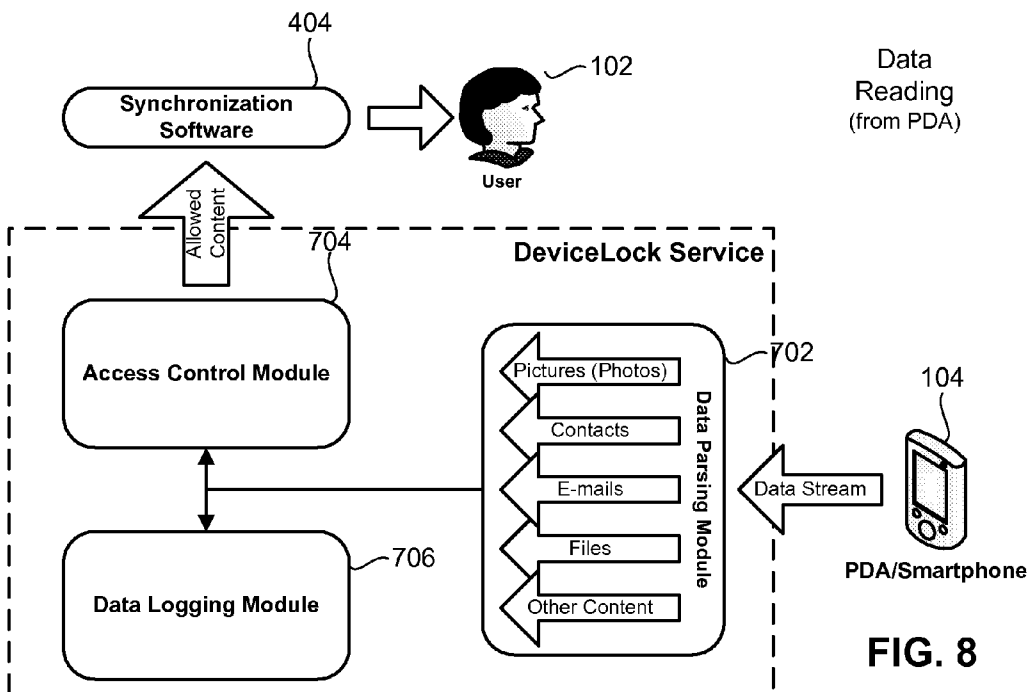 404
Synchronization
Software
102
User
Data
Reading
(from PDA)
Allowed
Content
704
DeviceLock Service
Access Control Module
702
Pictures (Photos)
Contacts
E-mails
Files
Other Content
Data Parsing Module
104
Data Stream
PDA/Smartphone
706
Data Logging Module
FIG. 8